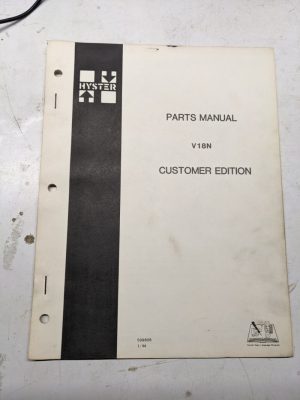 HYSTER
PARTS MANUAL
V18N
CUSTOMER EDITION